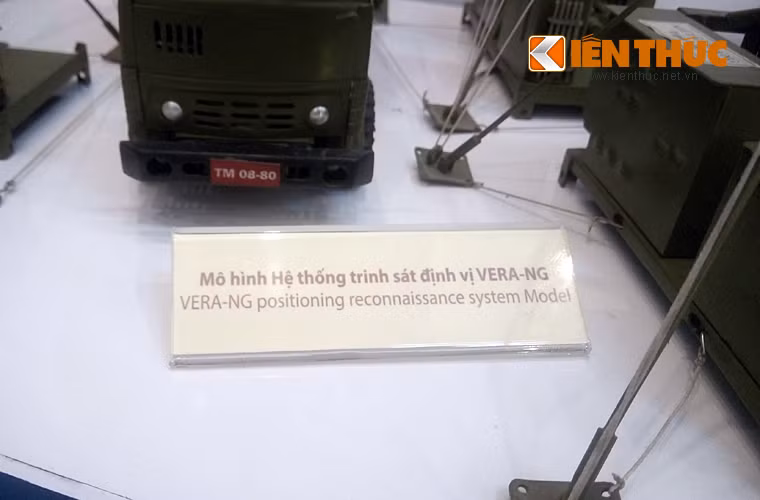 KIẾN THỨC
www.kienthuc.net.vn
TM 08-80
Mô hình Hệ thống trinh sát định vị VERA-NG
VERA-NG positioning reconnaissance system Model